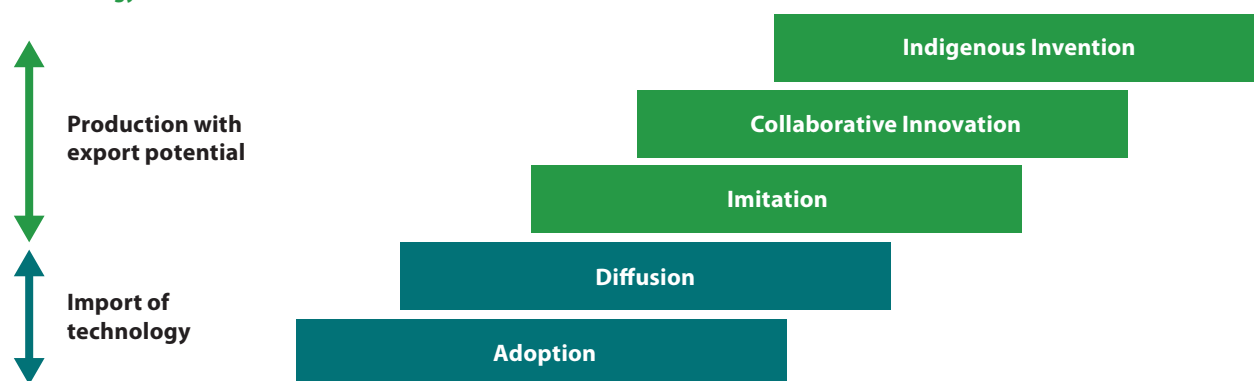 Indigenous Invention
Production with
export potential
Collaborative Innovation
Imitation
Diffusion
Import of
technology
Adoption